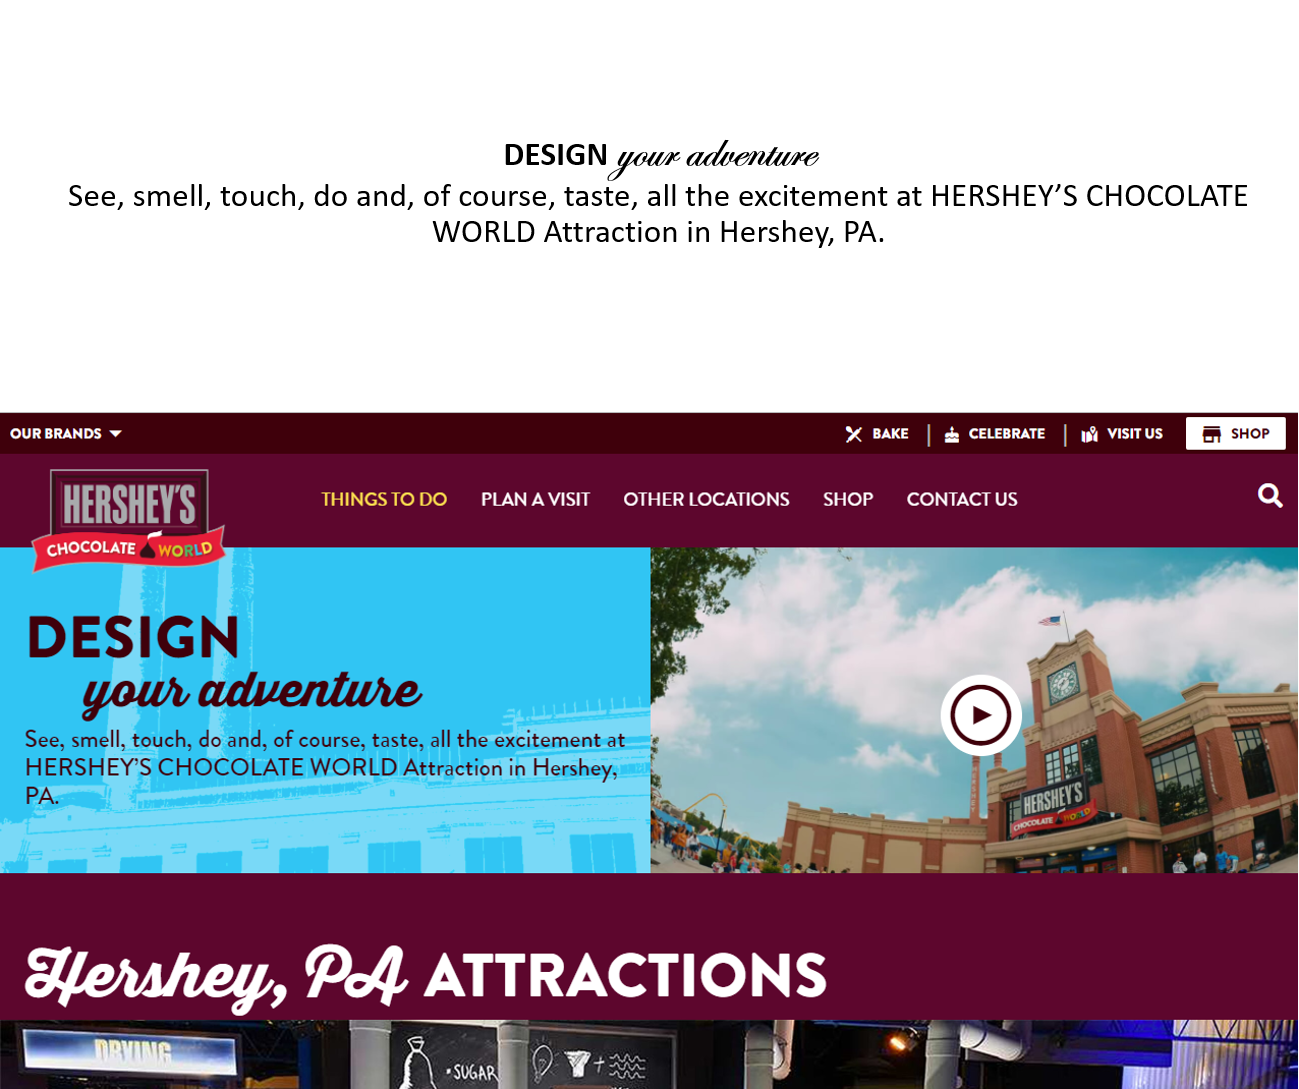 DESIGN your adventure
See, smell, touch, do and, of course, taste, all the excitement at HERSHEY’S CHOCOLATE
WORLD Attraction in Hershey, PA.
OUR BRANDS
BAKE
CELEBRATE
VISIT US
SHOP
HERSHEY'S
CHOCOLATE WORLD
THINGS TO DO
PLAN A VISIT
OTHER LOCATIONS
SHOP
CONTACT US
DESIGN
your adventure
See, smell, touch, do and, of course, taste, all the excitement at
HERSHEY'S CHOCOLATE WORLD Attraction in Hershey,
PA.
HERSHEY'S
CHOCOLATE WORLD
Hershey, PA ATTRACTIONS
DRYING
•SUGAR
+